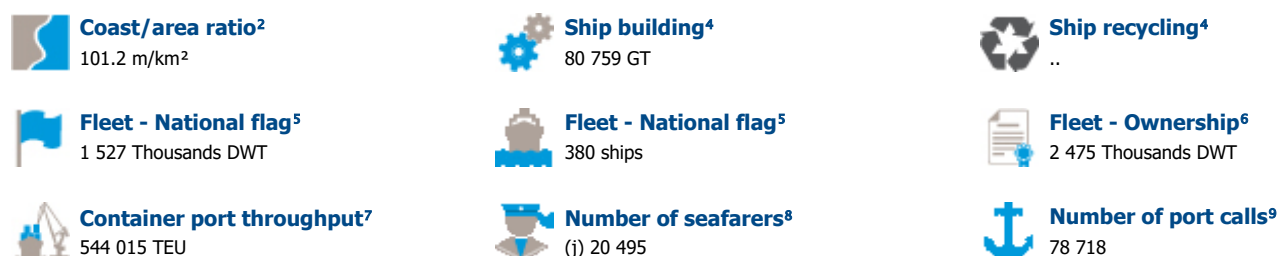 Coast/area ratio²
101.2 m/km²
Ship building⁴
80 759 GT
Ship recycling⁴
..
Fleet - National flag⁵
1 527 Thousands DWT
Fleet - National flag⁵
380 ships
Fleet - Ownership⁶
2 475 Thousands DWT
Container port throughput⁷
544 015 TEU
Number of seafarers⁸
(j) 20 495
Number of port calls⁹
78 718